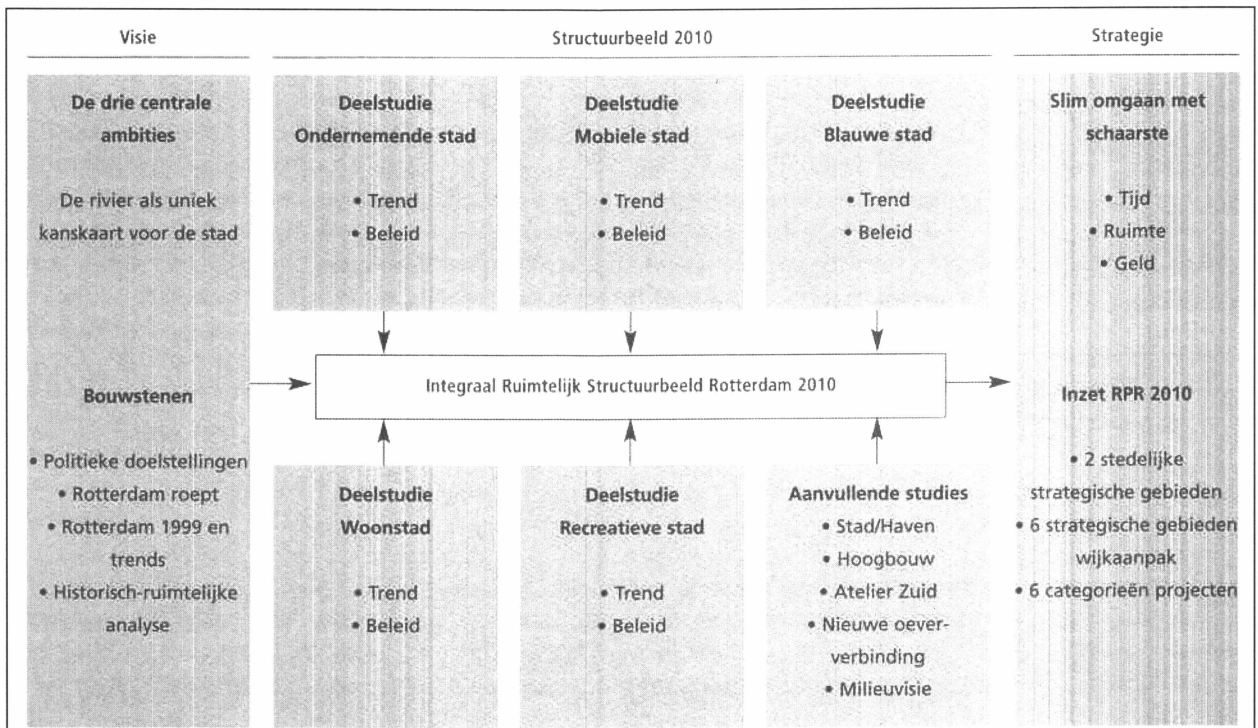 Visie
Structuurbeeld 2010
Strategie
De drie centrale
ambities
De rivier als uniek
kanskaart voor de stad
Bouwstenen
• Politieke doelstellingen
• Rotterdam roept
• Rotterdam 1999 en
trends
• Historisch-ruimtelijke
analyse
Deelstudie
Ondernemende stad
• Trend
• Beleid
Deelstudie
Mobiele stad
• Trend
• Beleid
Deelstudie
Blauwe stad
• Trend
• Beleid
Integraal Ruimtelijk Structuurbeeld Rotterdam 2010
Deelstudie
Woonstad
• Trend
• Beleid
Deelstudie
Recreatieve stad
• Trend
• Beleid
Aanvullende studies
• Stad/Haven
• Hoogbouw
• Atelier Zuid
• Nieuwe oever-
verbinding
• Milieuvisie
Slim omgaan met
schaarste
• Tijd
• Ruimte
• Geld
Inzet RPR 2010
• 2 stedelijke
strategische gebieden
• 6 strategische gebieden
wijkaanpak
• 6 categorieën projecten